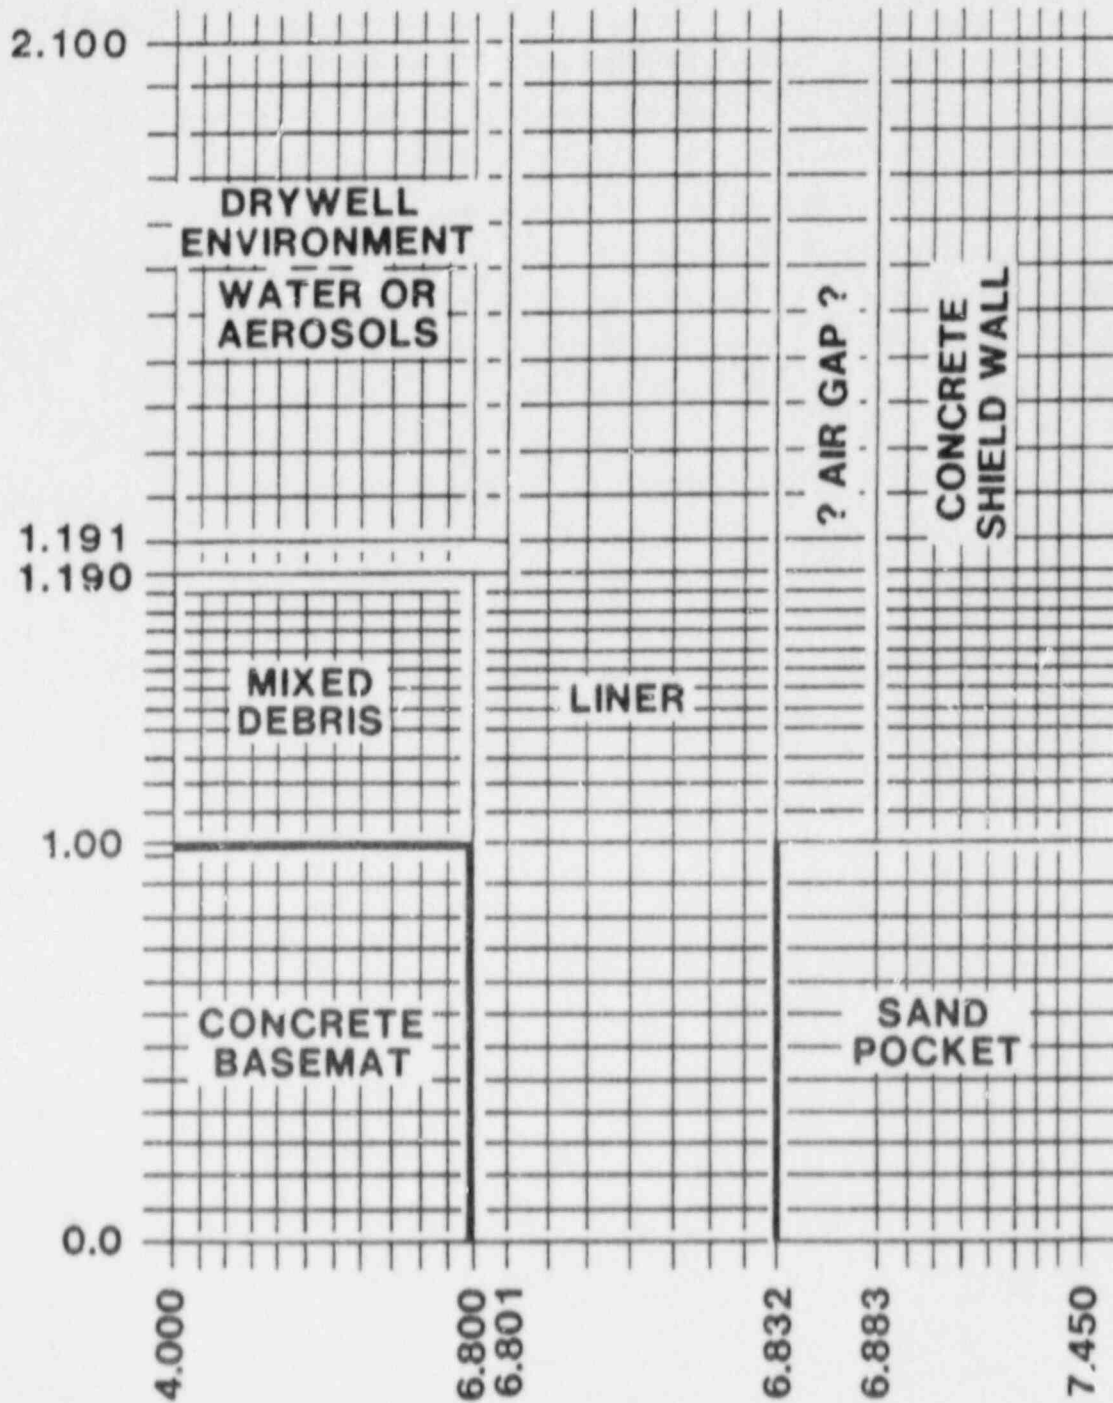 2.100
DRYWELL
ENVIRONMENT
WATER OR
AEROSOLS
? AIR GAP ?
CONCRETE
SHIELD WALL
1.191
1.190
MIXED
DEBRIS
LINER
1.00
CONCRETE
BASEMAT
SAND
POCKET
0.0
4.000
6.800
6.801
6.832
6.883
7.450